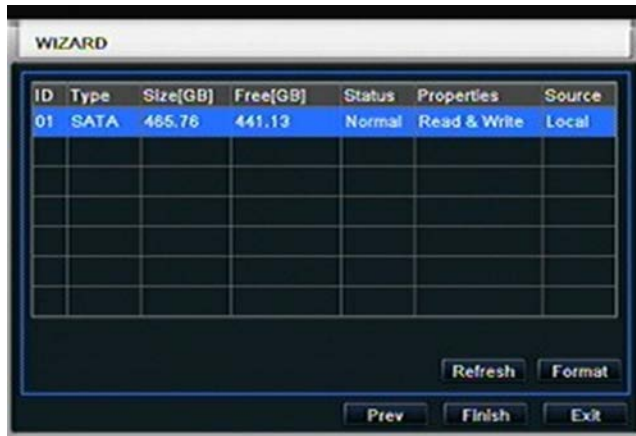 WIZARD
ID Type Size[GB] Free[GB] Status Properties Source
01 SATA 465.76 441.13 Normal Read & Write Local
Refresh Format
Prev Finish Exit